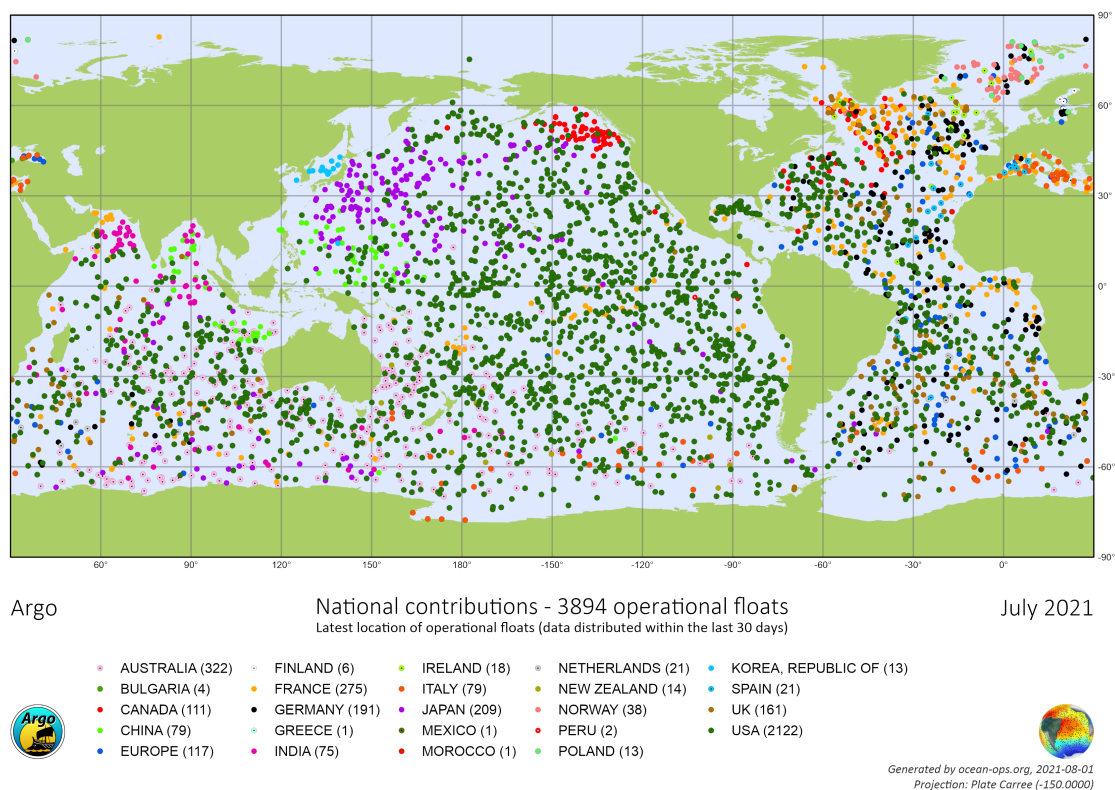 90°
60°
30°
0°
-30°
-60°
-90°
60° 90° 120° 150° 180° -150° -120° -90° -60° -30° 0°
Argo National contributions - 3894 operational floats July 2021
Latest location of operational floats (data distributed within the last 30 days)
AUSTRALIA (322) FINLAND (6) IRELAND (18) NETHERLANDS (21) KOREA, REPUBLIC OF (13)
BULGARIA (4) FRANCE (275) ITALY (79) NEW ZEALAND (14) SPAIN (21)
CANADA (111) GERMANY (191) JAPAN (209) NORWAY (38) UK (161)
CHINA (79) GREECE (1) MEXICO (1) PERU (2) USA (2122)
EUROPE (117) INDIA (75) MOROCCO (1) POLAND (13)
Argo
Generated by ocean-ops.org, 2021-08-01
Projection: Plate Carree (-150.0000)